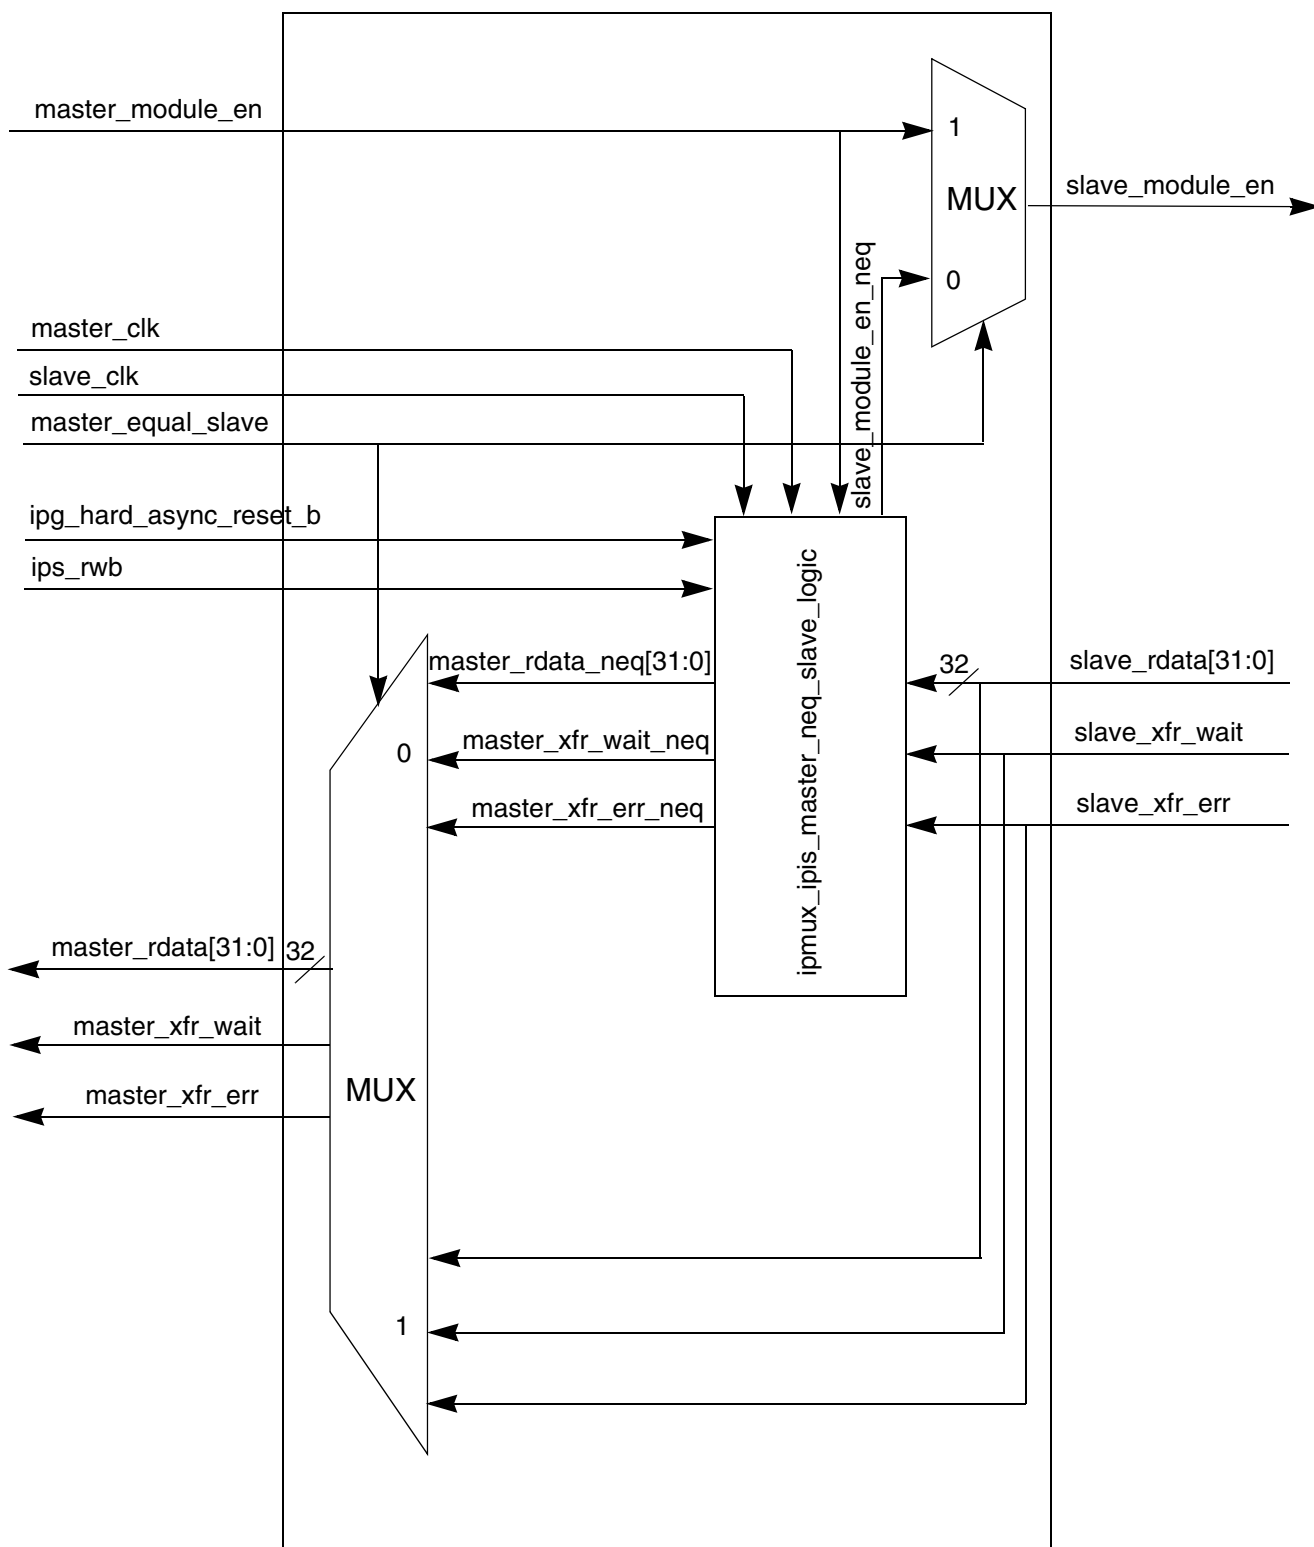 master_module_en
1
MUX
slave_module_en
slave_module_en_neq
0
master_clk
slave_clk
master_equal_slave
ipg_hard_async_reset_b
ips_rwb
ipmux_ipis_master_neq_slave_logic
master_rdata_neq[31:0]
32
slave_rdata[31:0]
0
master_xfr_wait_neq
slave_xfr_wait
master_xfr_err_neq
slave_xfr_err
master_rdata[31:0]
32
master_xfr_wait
MUX
master_xfr_err
1